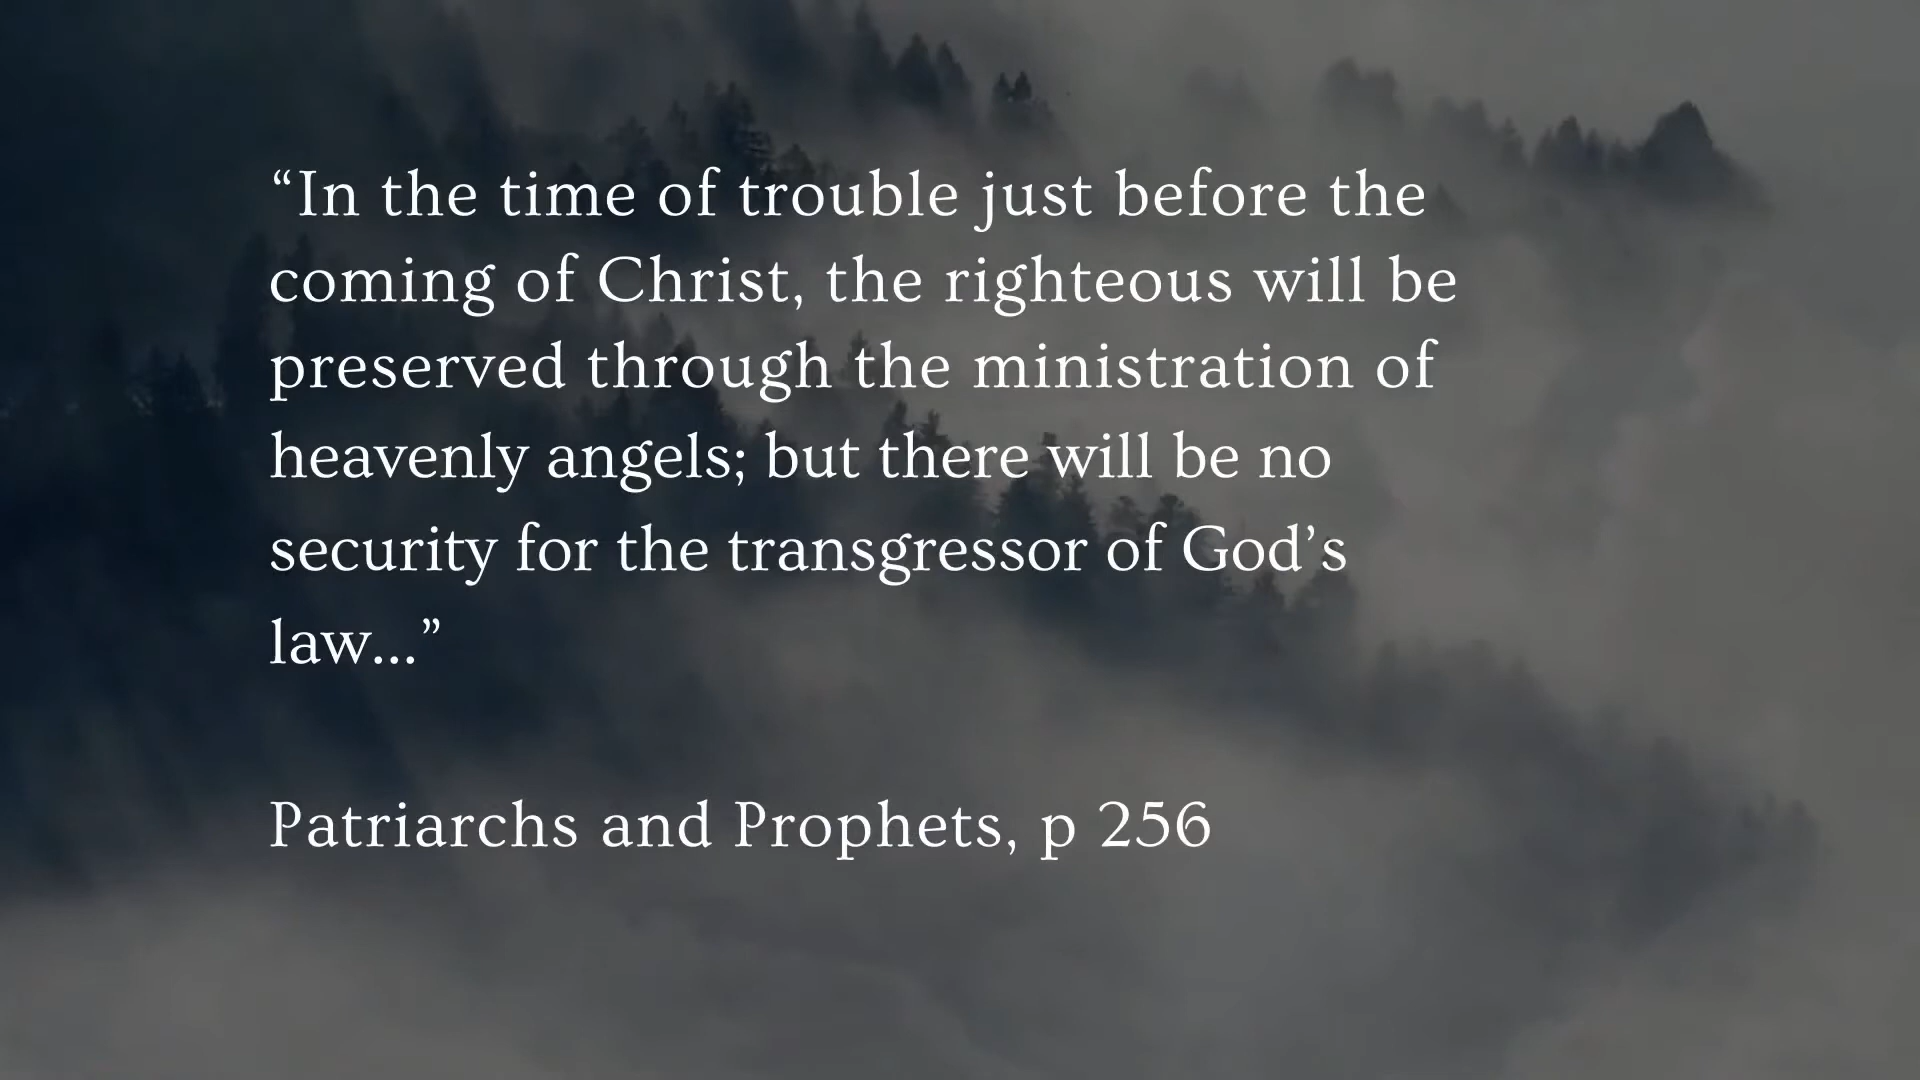 “In the time of trouble just before the
coming of Christ, the righteous will be
preserved through the ministration of
heavenly angels; but there will be no
security for the transgressor of God’s
law...”
Patriarchs and Prophets, p 256